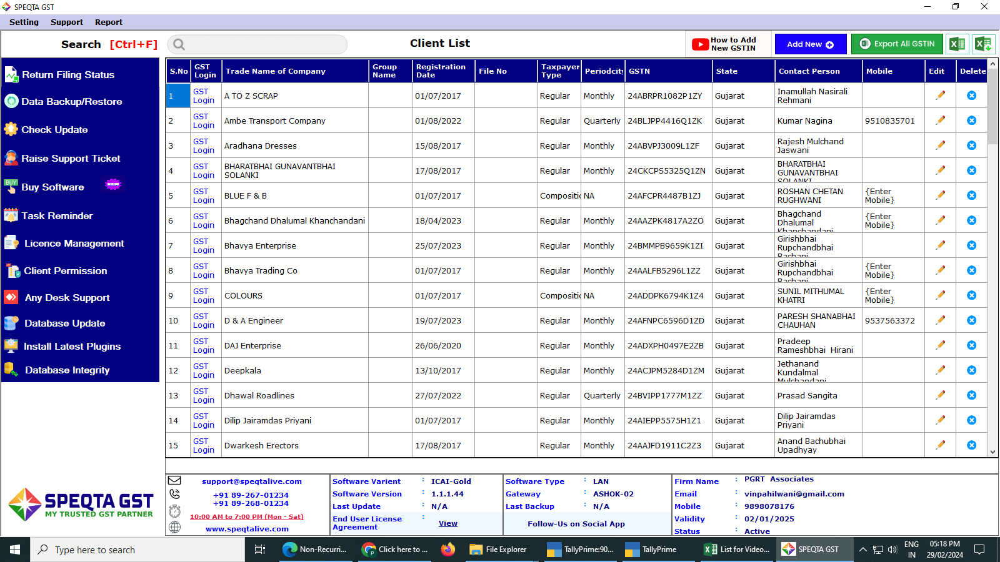 SPEQTA GST
Setting Support Report
Search [Ctrl+F]
Client List
How to Add
New GSTIN
Add New
Export All GSTIN
Return Filing Status
Data Backup/Restore
Check Update
Raise Support Ticket
BUY
Buy Software
NEW
Task Reminder
Licence Management
Client Permission
Any Desk Support
Database Update
Install Latest Plugins
Database Integrity
S.No GST Login Trade Name of Company Group Name Registration Date File No Taxpayer Type Periodcity GSTN State Contact Person Mobile Edit Delete
1 GST Login A TO Z SCRAP 01/07/2017 Regular Monthly 24ABRPR1082P1ZY Gujarat Inamullah Nasirali Rehmani
2 GST Login Ambe Transport Company 01/08/2022 Regular Quarterly 24BLJPP4416Q1ZK Gujarat Kumar Nagina 9510835701
3 GST Login Aradhana Dresses 15/08/2017 Regular Monthly 24ABVPJ3009L1ZF Gujarat Rajesh Mulchand Jaswani
4 GST Login BHARATBHAI GUNAVANTBHAI SOLANKI 17/08/2017 Regular Monthly 24CKCPS5325Q1ZN Gujarat BHARATBHAI GUNAVANTBHAI SOLANKI
5 GST Login BLUE F & B 01/07/2017 Compositic NA 24AFCPR4487B1ZJ Gujarat ROSHAN CHETAN RUGHWANI {Enter Mobile}
6 GST Login Bhagchand Dhalumal Khanchandani 18/04/2023 Regular Monthly 24AAZPK4817A2ZO Gujarat Bhagchand Dhalumal Khanchandani {Enter Mobile}
7 GST Login Bhavya Enterprise 25/07/2023 Regular Monthly 24BMMPB9659K1ZI Gujarat Girishbhai Rupchandbhai Bachani
8 GST Login Bhavya Trading Co 01/07/2017 Regular Monthly 24AALFB5296L1ZZ Gujarat Girishbhai Rupchandbhai Bachani {Enter Mobile}
9 GST Login COLOURS 01/07/2017 Compositic NA 24ADDPK6794K1Z4 Gujarat SUNIL MITHUMAL KHATRI {Enter Mobile}
10 GST Login D & A Engineer 19/07/2023 Regular Monthly 24AFNPC6596D1ZD Gujarat PARESH SHANABHAI CHAUHAN 9537563372
11 GST Login DAJ Enterprise 26/06/2020 Regular Monthly 24ADXPH0497E2ZB Gujarat Pradeep Rameshbhai Hirani
12 GST Login Deepkala 13/10/2017 Regular Monthly 24ACJPM5284D1ZM Gujarat Jethanand Kundalmal Mulchandani
13 GST Login Dhawal Roadlines 27/07/2022 Regular Quarterly 24BVIPP1777M1ZZ Gujarat Prasad Sangita
14 GST Login Dilip Jairamdas Priyani 01/07/2017 Regular Monthly 24AIEPP5575H1Z1 Gujarat Dilip Jairamdas Priyani
15 GST Login Dwarkesh Erectors 17/08/2017 Regular Monthly 24AAJFD1911C2Z3 Gujarat Anand Bachubhai Upadhyay
SPEQTA GST
MY TRUSTED GST PARTNER
support@speqtalive.com
+91 89-267-01234
+91 89-268-01234
10:00 AM to 7:00 PM (Mon - Sat)
www.speqtalive.com
Software Varient : ICAI-Gold
Software Version : 1.1.1.44
Last Update : N/A
End User License Agreement : View
Software Type : LAN
Gateway : ASHOK-02
Last Backup : N/A
Follow-Us on Social App
Firm Name : PGRT Associates
Email : vinpahilwani@gmail.com
Mobile : 9898078176
Validity : 02/01/2025
Status : Active
Type here to search
Non-Recurri...
Click here to ...
File Explorer
TallyPrime:90...
TallyPrime
List for Video...
SPEQTA GST
ENG
IN
05:18 PM
29/02/2024